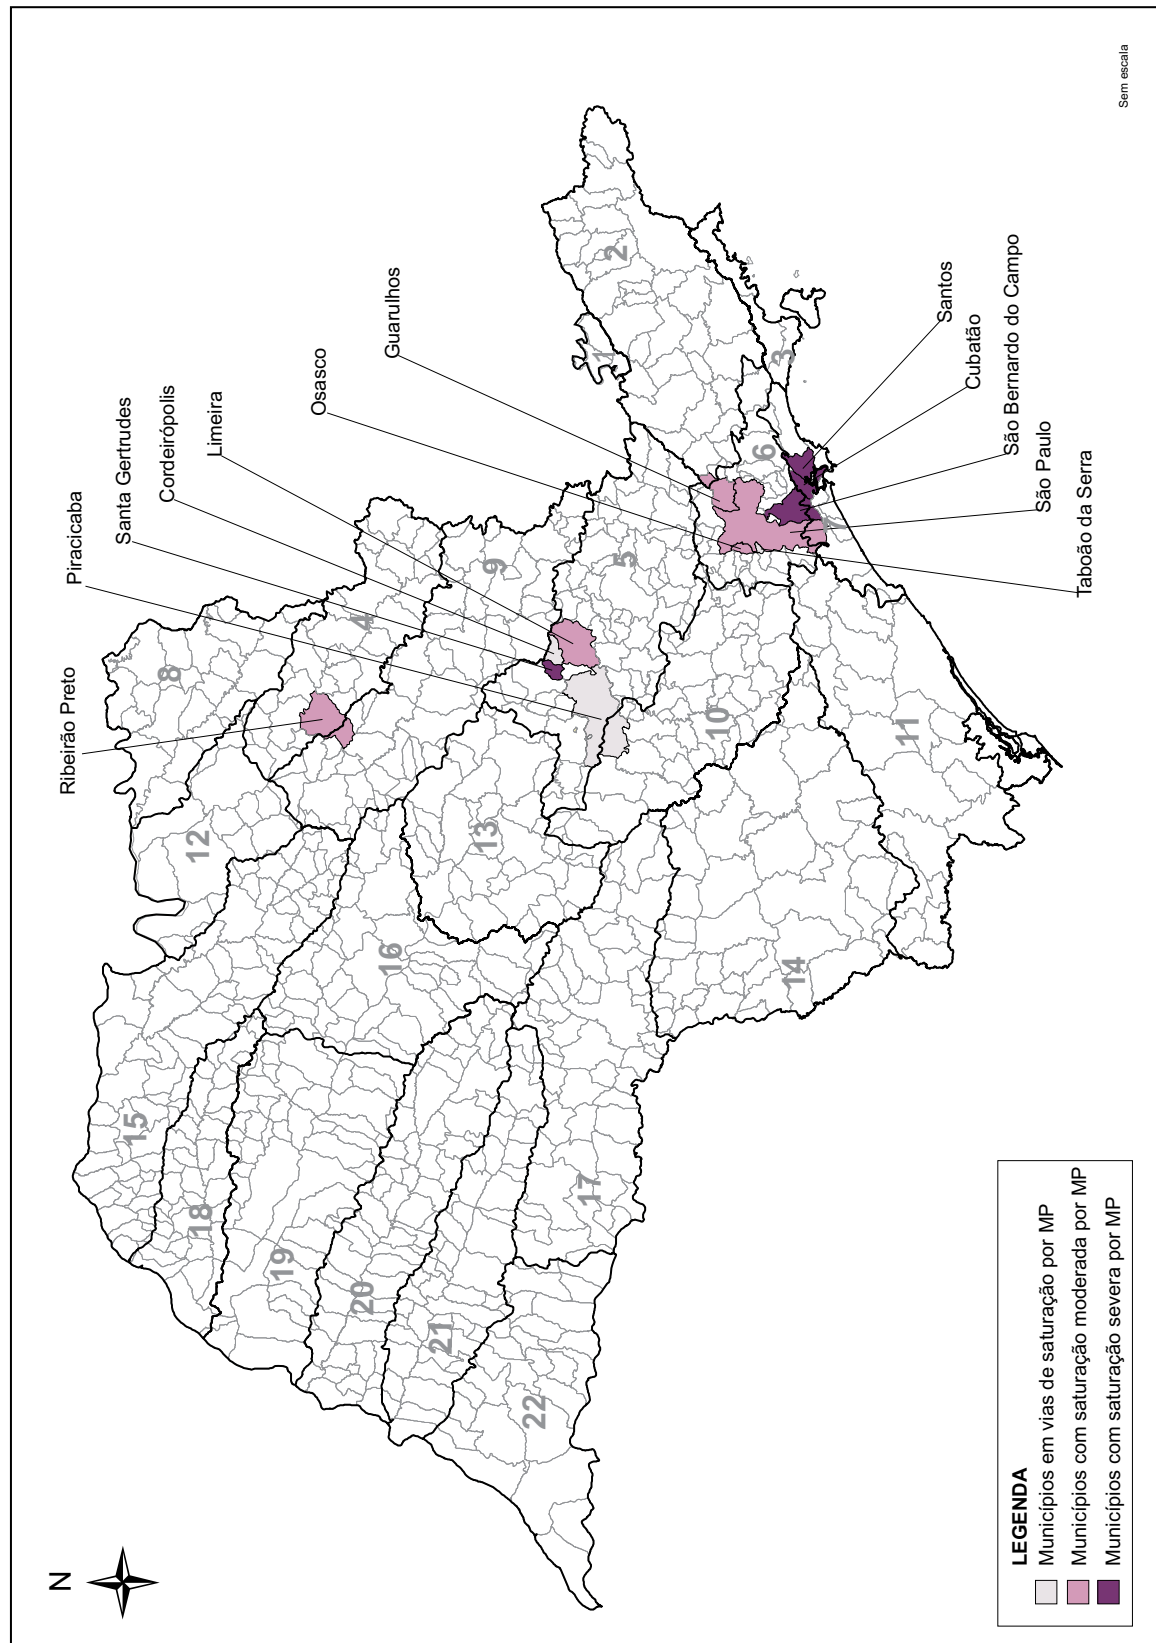 N
Sem escala
Ribeirão Preto
Piracicaba
Santa Gertrudes
Cordeirópolis
Limeira
Osasco
Guarulhos
Santos
Cubatão
São Bernardo do Campo
São Paulo
Taboão da Serra
1
2
3
4
5
6
7
8
9
10
11
12
13
14
15
16
17
18
19
20
21
22
LEGENDA
Municípios em vias de saturação por MP
Municípios com saturação moderada por MP
Municípios com saturação severa por MP